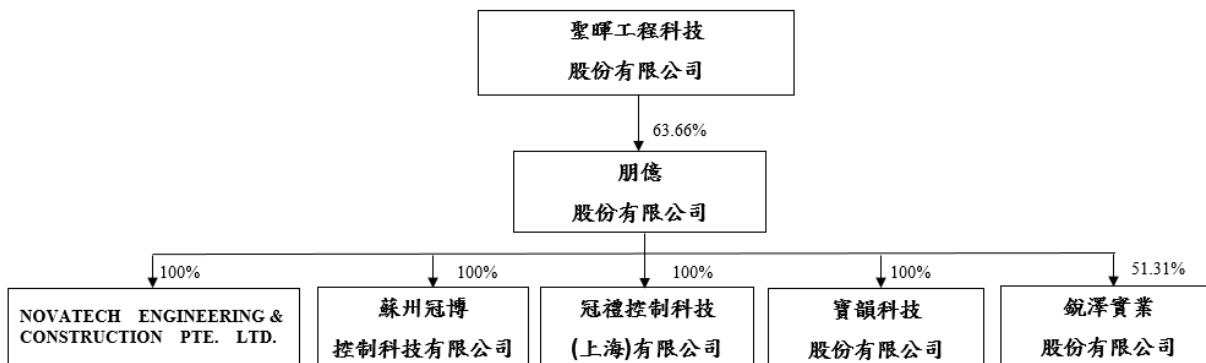 聖暉工程科技
股份有限公司
63.66%
朋億
股份有限公司
100%
100%
100%
100%
51.31%
NOVATECH ENGINEERING &
CONSTRUCTION PTE. LTD.
蘇州冠博
控制科技有限公司
冠禮控制科技
(上海)有限公司
寶韻科技
股份有限公司
銳澤實業
股份有限公司